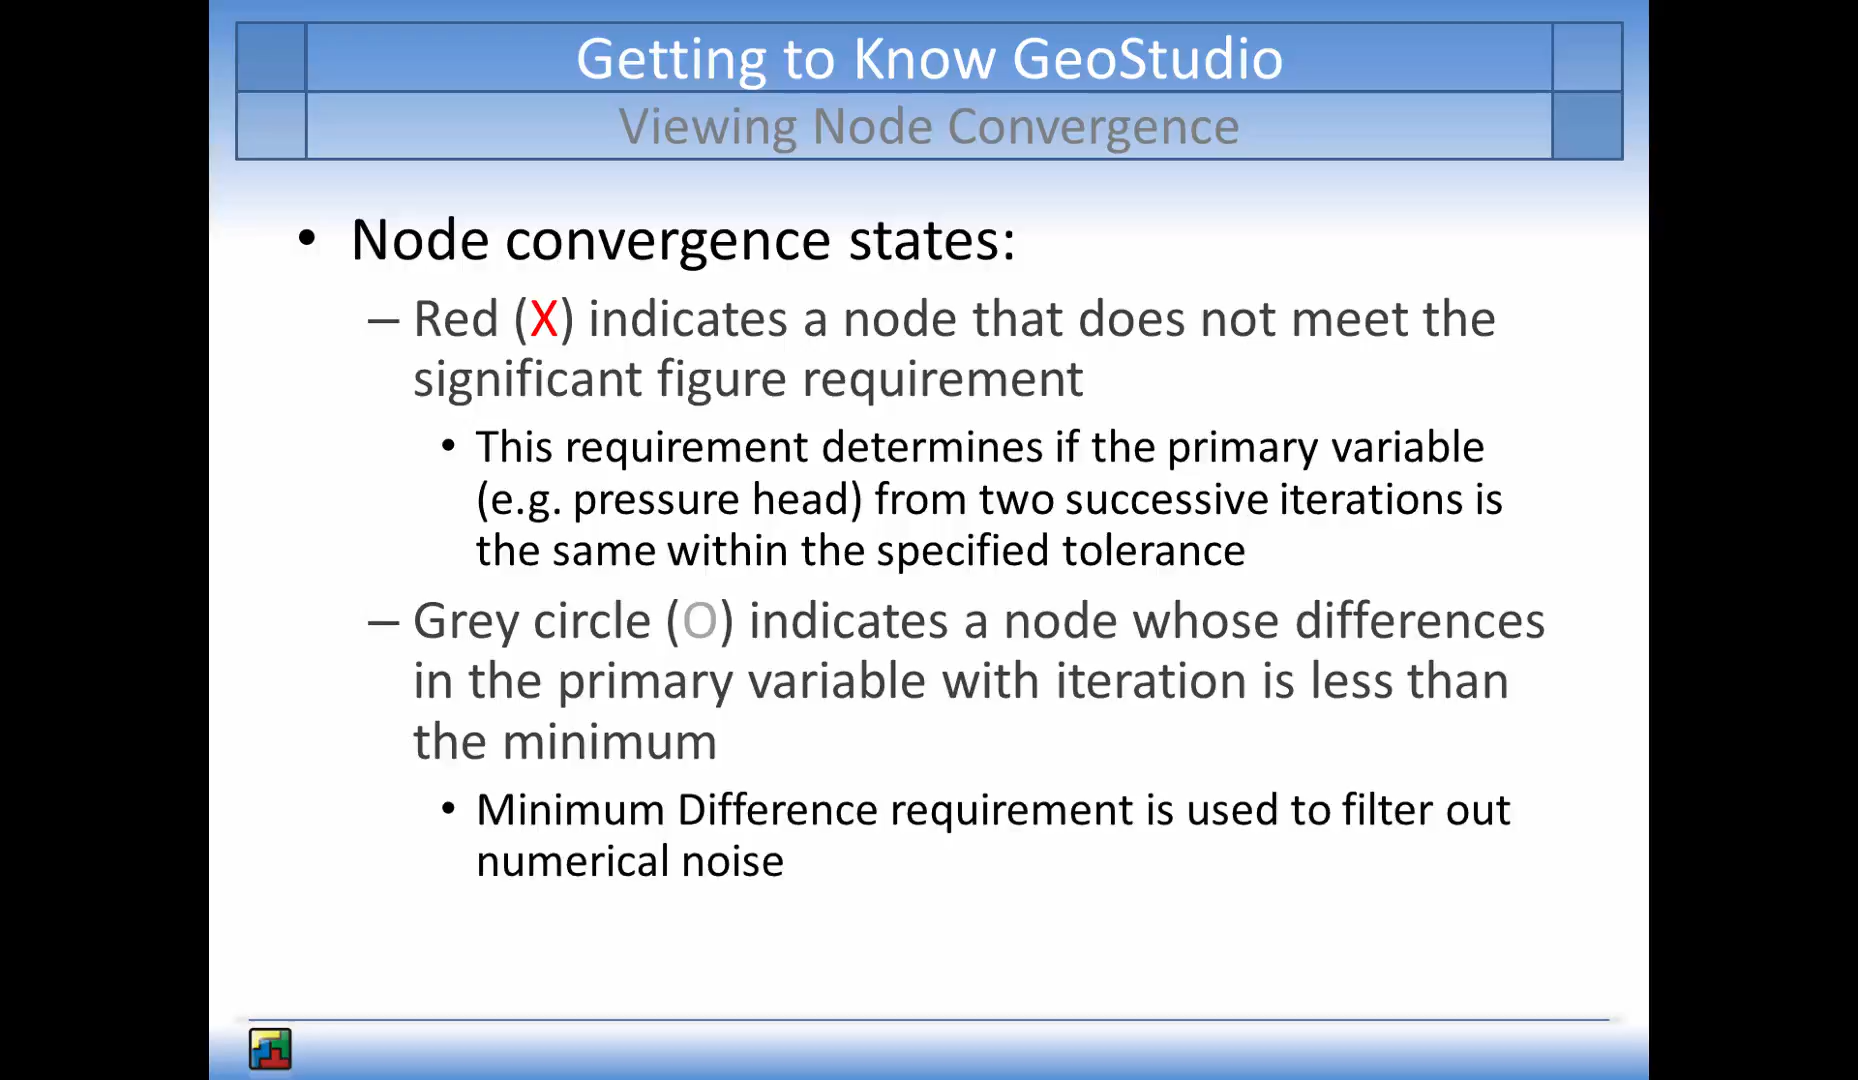 Getting to Know GeoStudio
Viewing Node Convergence
• Node convergence states:
– Red (X) indicates a node that does not meet the
significant figure requirement
• This requirement determines if the primary variable
(e.g. pressure head) from two successive iterations is
the same within the specified tolerance
– Grey circle (O) indicates a node whose differences
in the primary variable with iteration is less than
the minimum
• Minimum Difference requirement is used to filter out
numerical noise